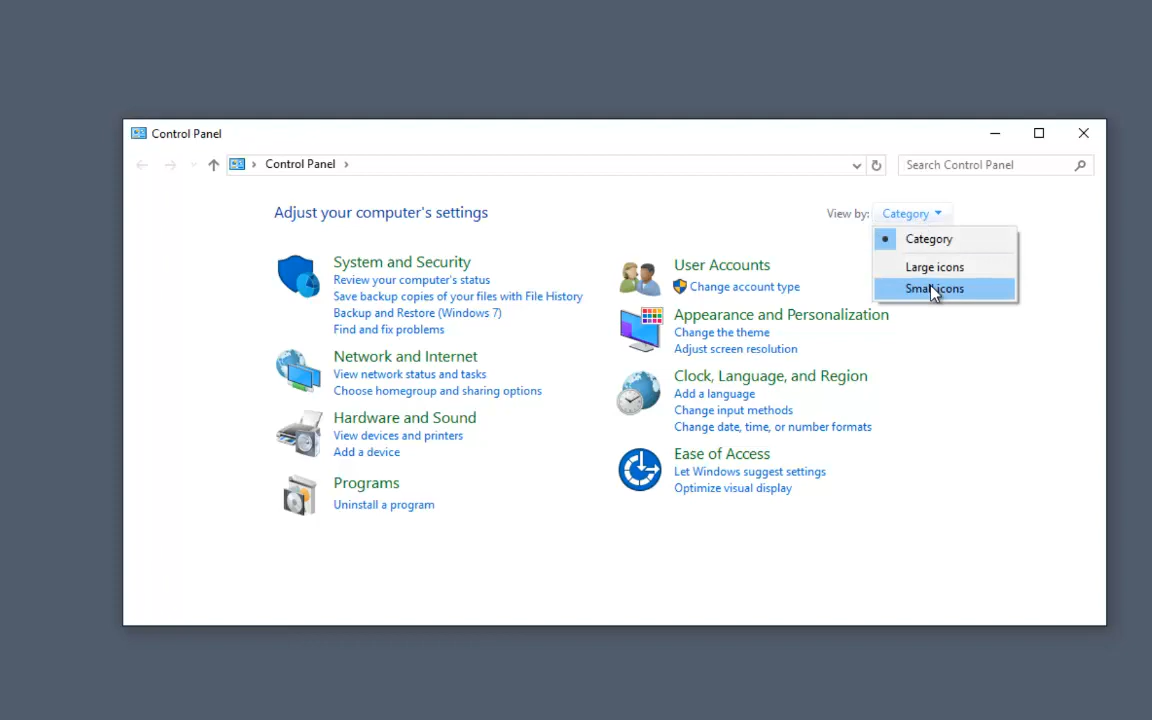 Control Panel
Control Panel
Search Control Panel
Adjust your computer's settings
View by: Category
Category
Large icons
Small icons
System and Security
Review your computer's status
Save backup copies of your files with File History
Backup and Restore (Windows 7)
Find and fix problems
Network and Internet
View network status and tasks
Choose homegroup and sharing options
Hardware and Sound
View devices and printers
Add a device
Programs
Uninstall a program
User Accounts
Change account type
Appearance and Personalization
Change the theme
Adjust screen resolution
Clock, Language, and Region
Add a language
Change input methods
Change date, time, or number formats
Ease of Access
Let Windows suggest settings
Optimize visual display